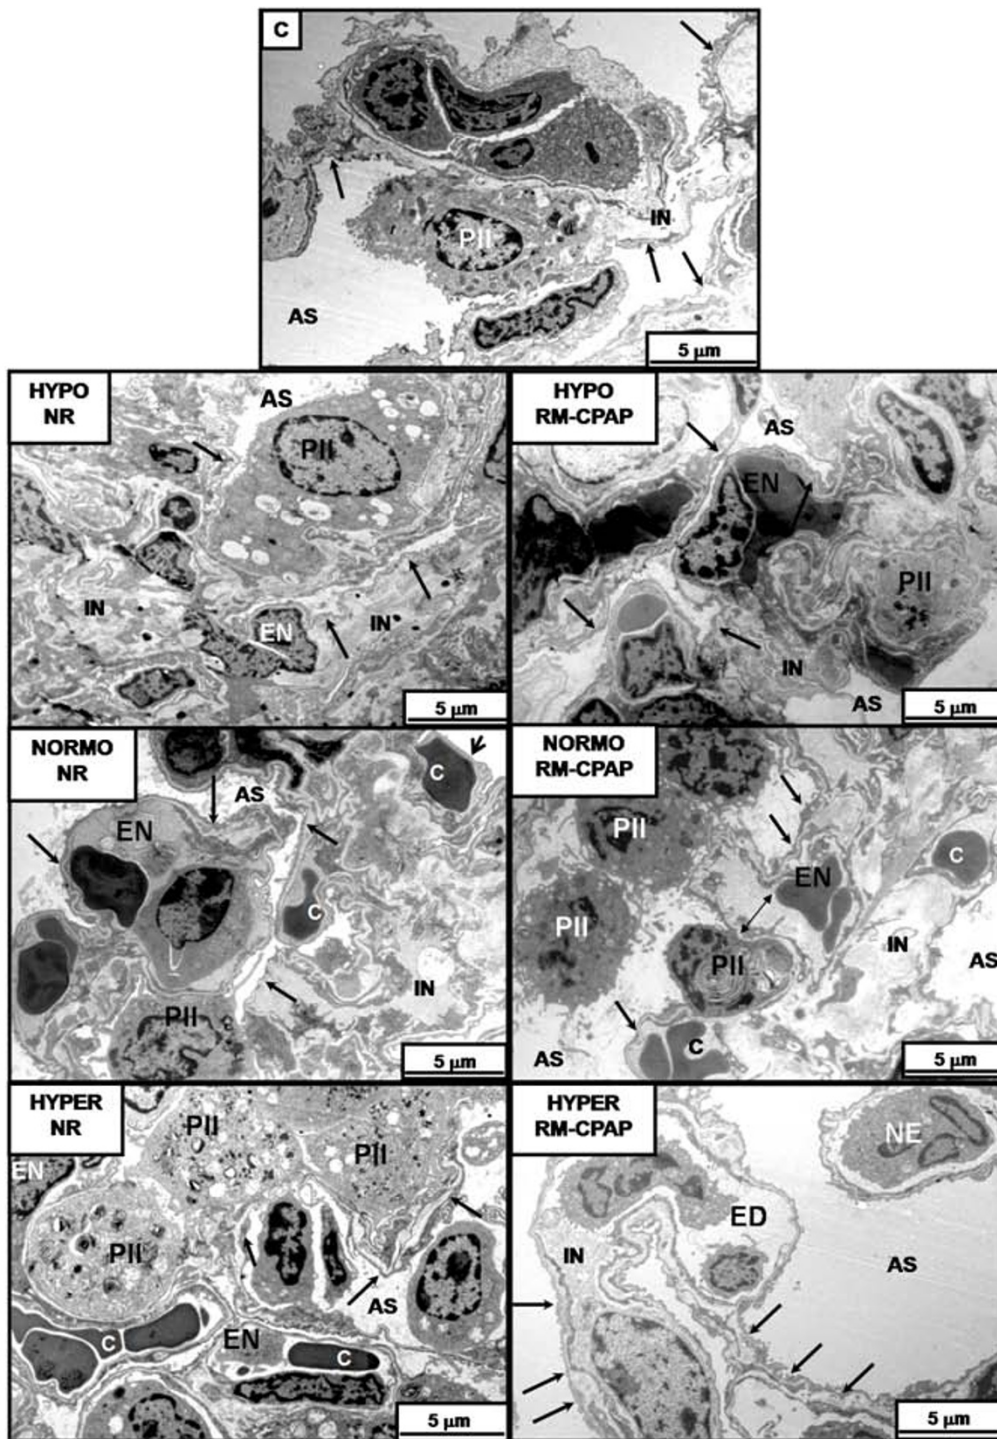 C
PII
IN
AS
5 µm
HYPO
NR
AS
PII
IN
EN
IN
5 µm
HYPO
RM-CPAP
AS
EN
PII
IN
AS
5 µm
NORMO
NR
AS
C
EN
C
PII
IN
5 µm
NORMO
RM-CPAP
PII
EN
C
PII
PII
IN
AS
AS
C
5 µm
HYPER
NR
PII
PII
EN
PII
AS
C
EN
C
5 µm
HYPER
RM-CPAP
NE
ED
IN
AS
5 µm